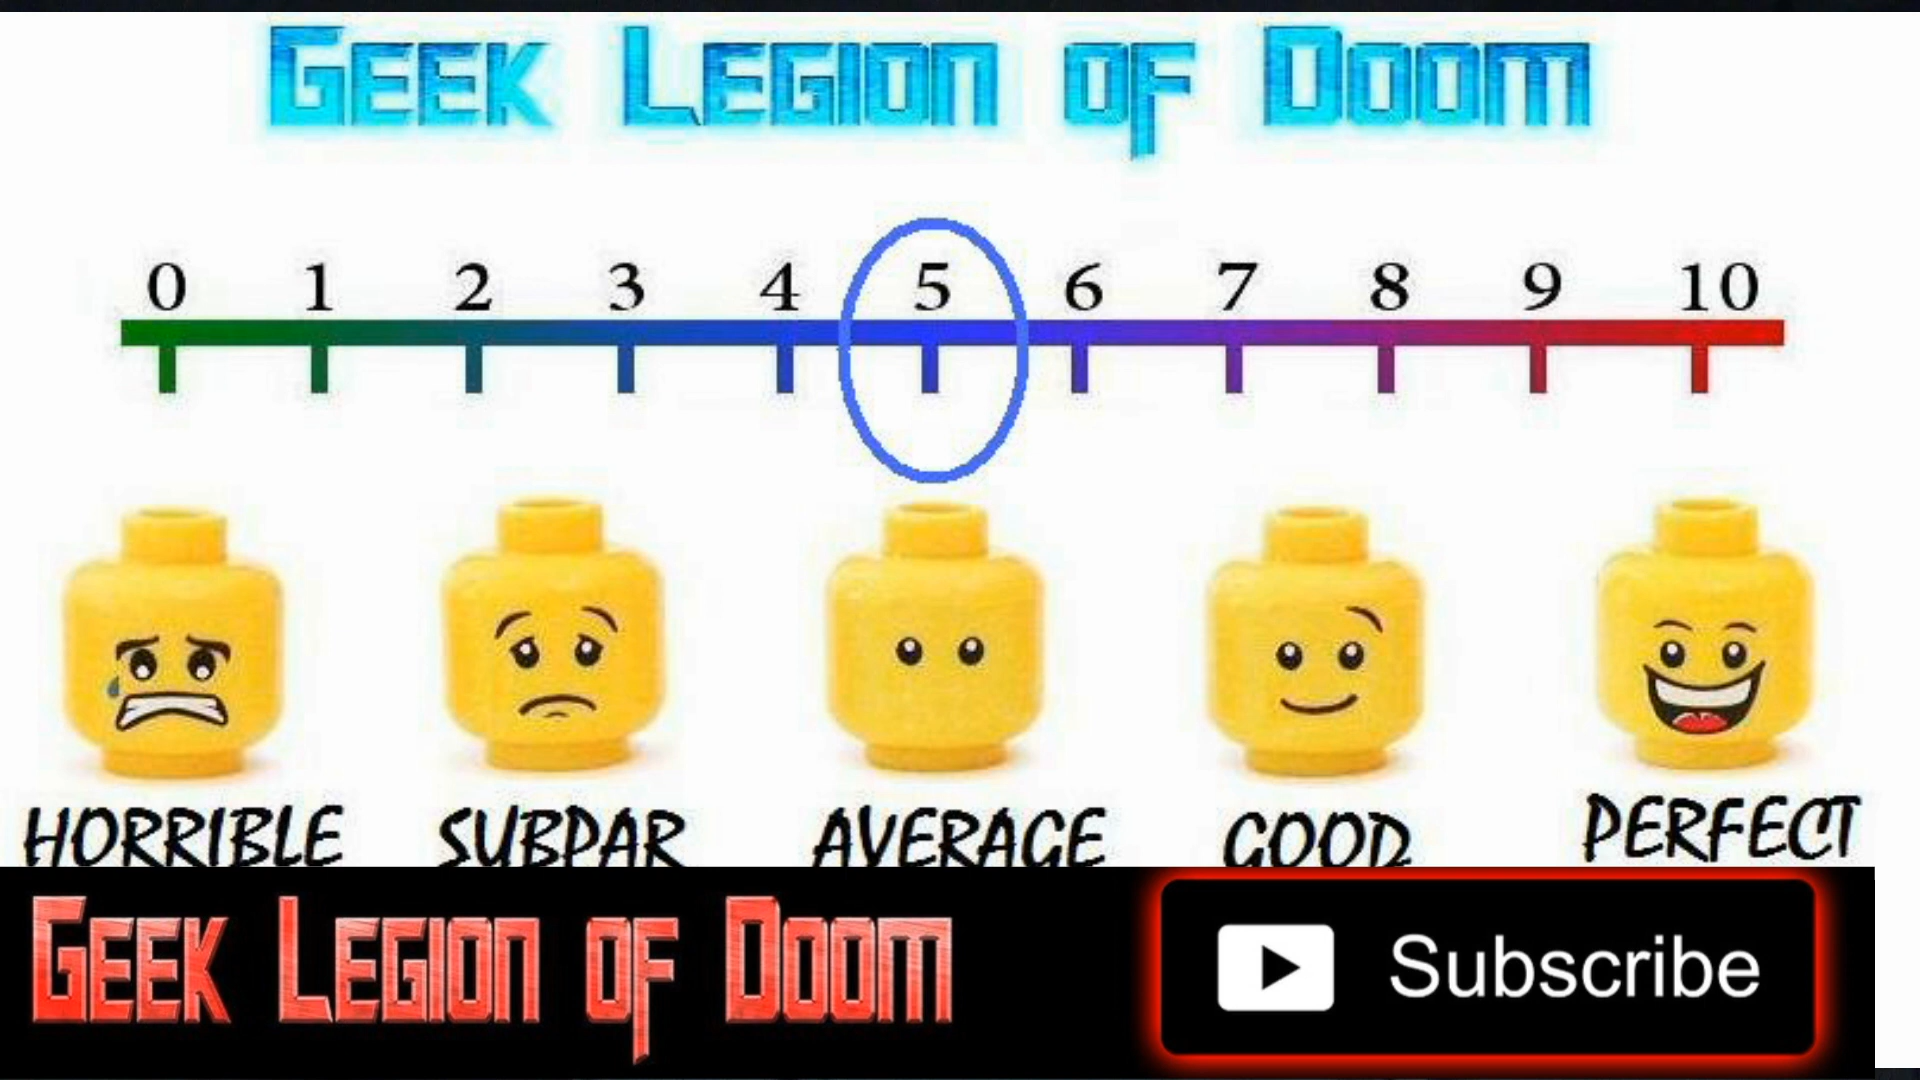 Geek Legion of Doom
0 1 2 3 4 5 6 7 8 9 10
HORRIBLE SUBPAR AVERAGE GOOD PERFECT
Geek Legion of Doom
Subscribe